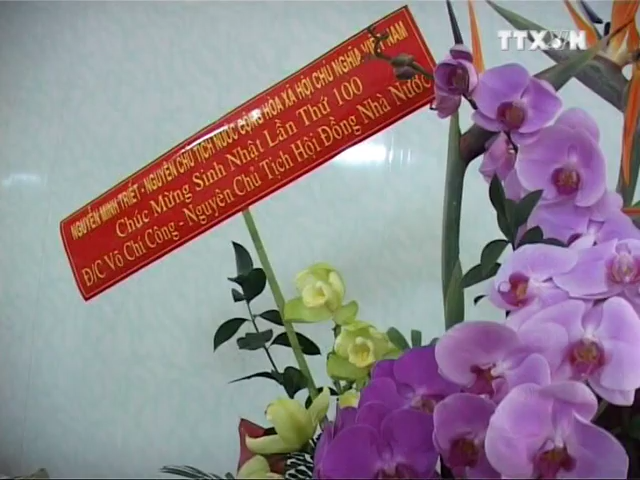 TTXVN
NGUYỄN MINH TRIẾT - NGUYÊN CHỦ TỊCH NƯỚC CỘNG HÒA XÃ HỘI CHỦ NGHĨA VIỆT NAM
Chúc Mừng Sinh Nhật Lần Thứ 100
Đ/C Võ Chí Công - Nguyên Chủ Tịch Hội Đồng Nhà Nước